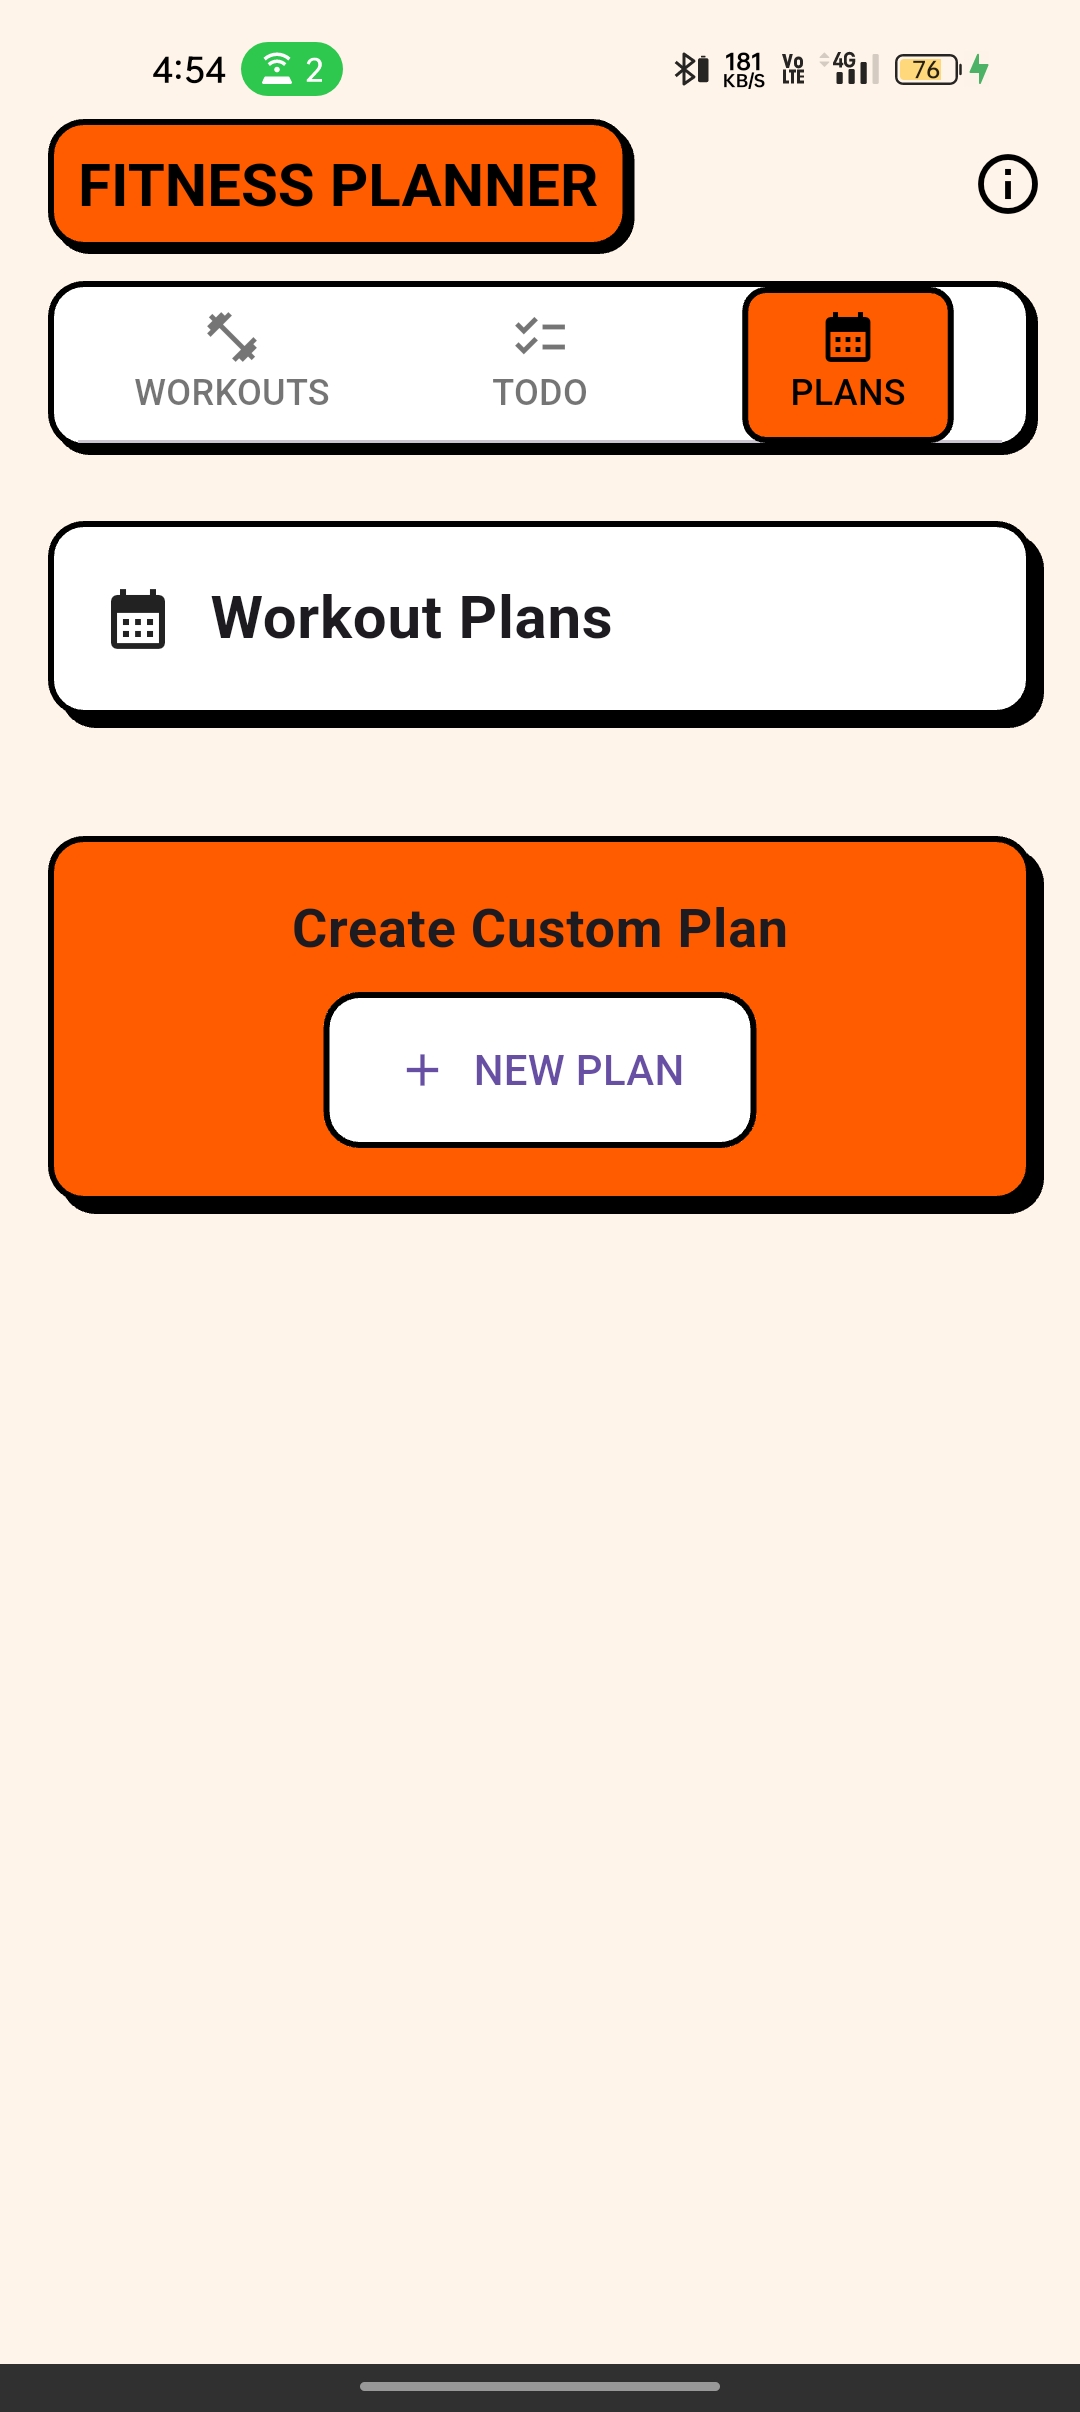 4:54 2 181 KB/S Vo LTE 4G 76
FITNESS PLANNER
WORKOUTS TODO PLANS
Workout Plans
Create Custom Plan
+ NEW PLAN